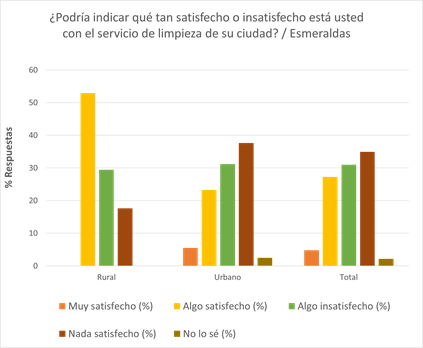 ¿Podría indicar qué tan satisfecho o insatisfecho está usted
con el servicio de limpieza de su ciudad? / Esmeraldas
60
50
40
30
20
10
0
% Respuestas
Rural Urbano Total
Muy satisfecho (%) Algo satisfecho (%) Algo insatisfecho (%)
Nada satisfecho (%) No lo sé (%)